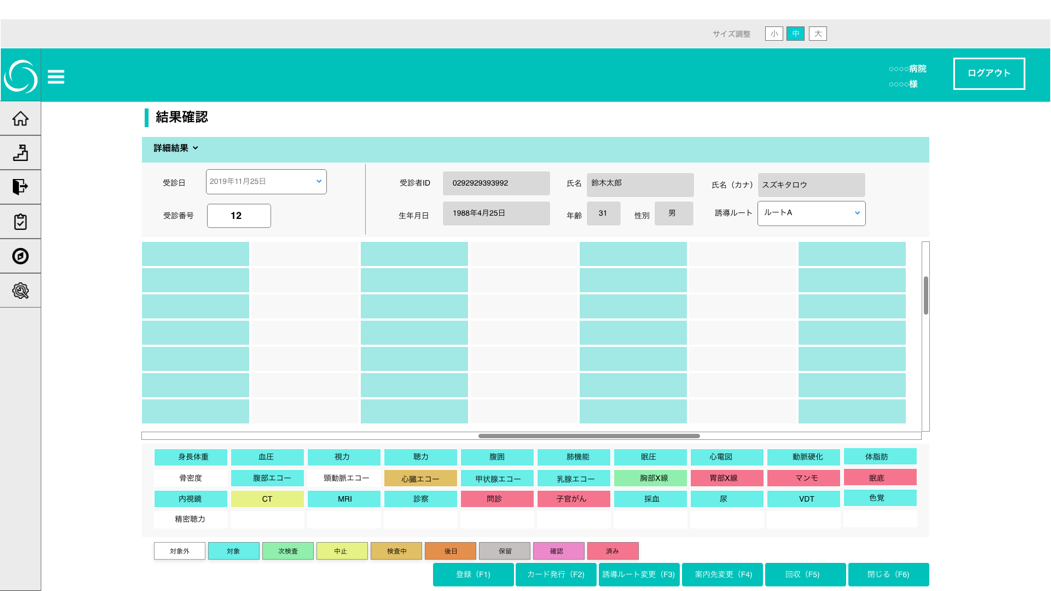 サイズ調整 小 中 大
○○○○病院
○○○○様
ログアウト
結果確認
詳細結果
受診日 2019年11月25日 受診者ID 0292929393992 氏名 鈴木太郎 氏名（カナ） スズキタロウ
受診番号 12 生年月日 1988年4月25日 年齢 31 性別 男 誘導ルート ルートA
身長体重 血圧 視力 聴力 腹囲 肺機能 眼圧 心電図 動脈硬化 体脂肪
骨密度 腹部エコー 頸動脈エコー 心臓エコー 甲状腺エコー 乳腺エコー 胸部X線 胃部X線 マンモ 眼底
内視鏡 CT MRI 診察 問診 子宮がん 採血 尿 VDT 色覚
精密聴力
対象外 対象 次検査 中止 検査中 後日 保留 確認 済み
登録（F1） カード発行（F2) 誘導ルート変更（F3) 案内先変更（F4) 回収（F5) 閉じる（F6)